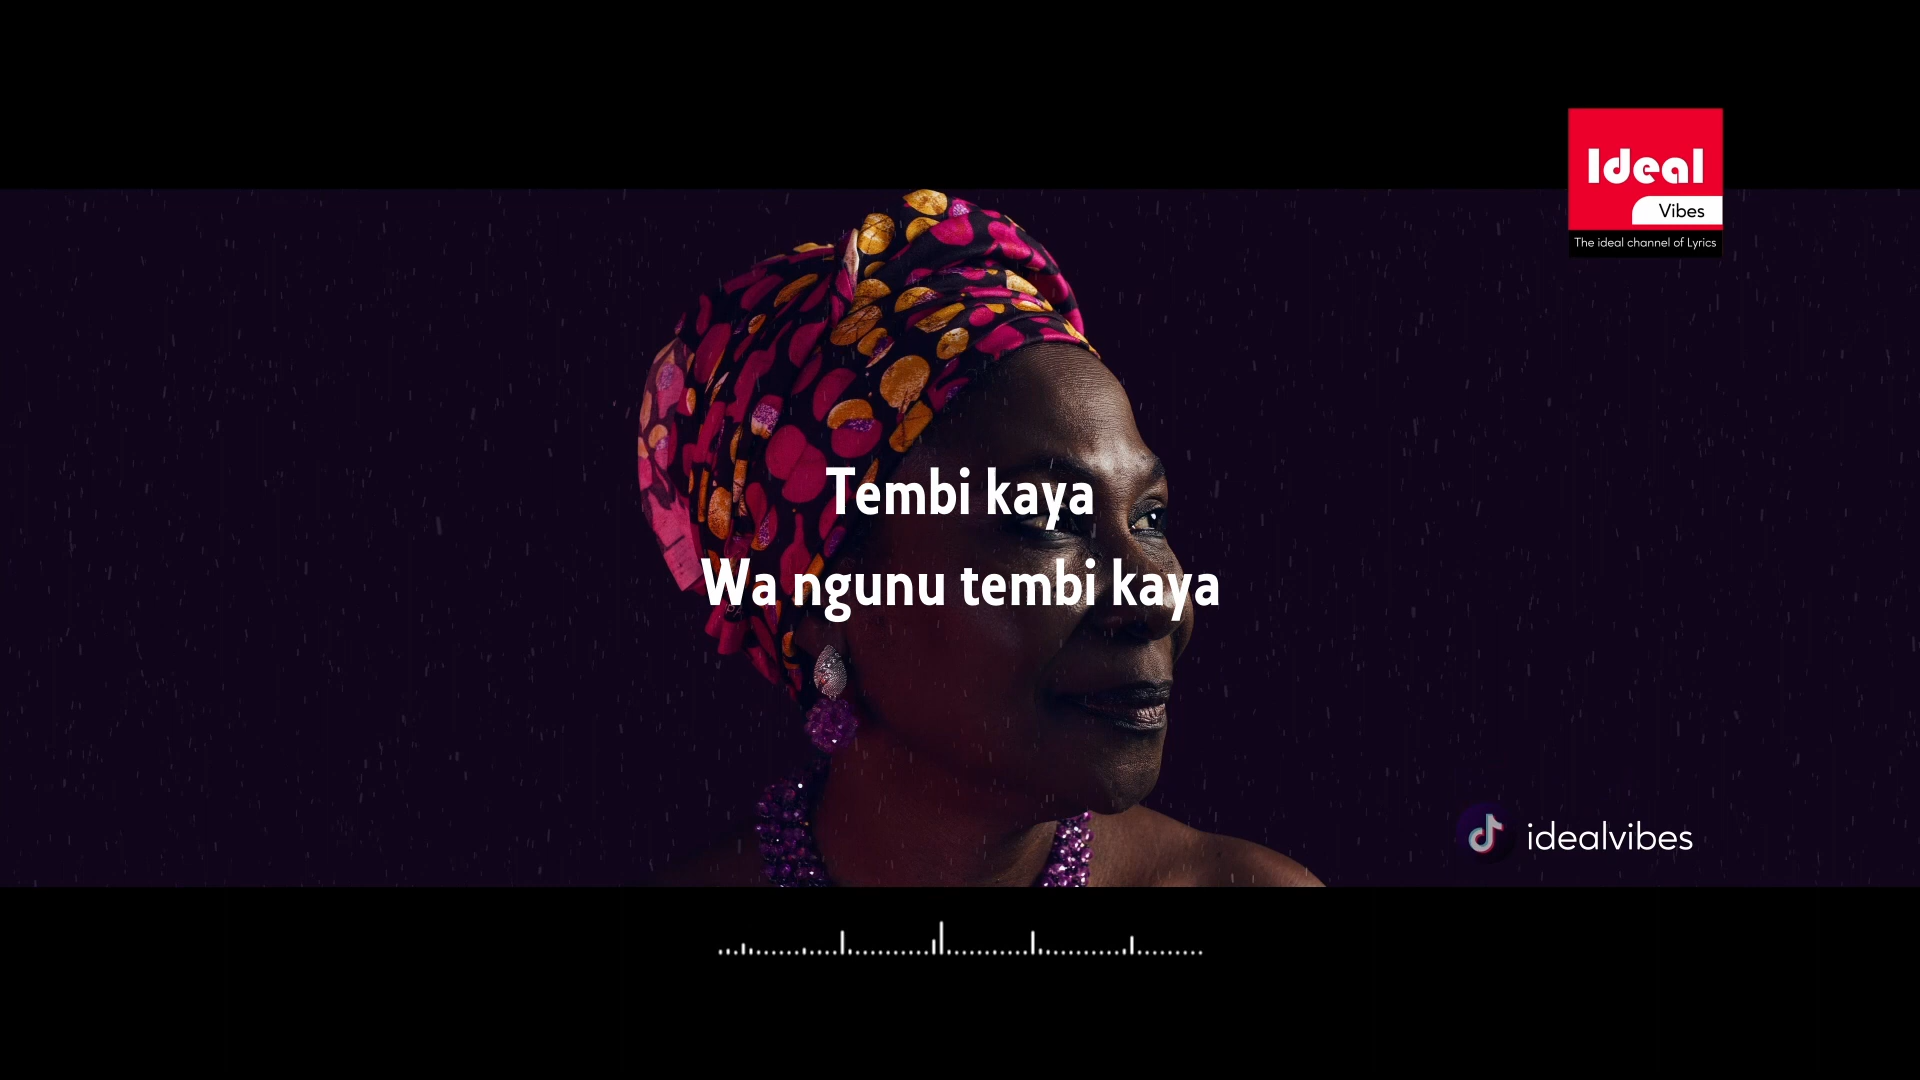 Ideal
Vibes
The ideal channel of Lyrics
Tembi kaya
Wa ngunu tembi kaya
idealvibes